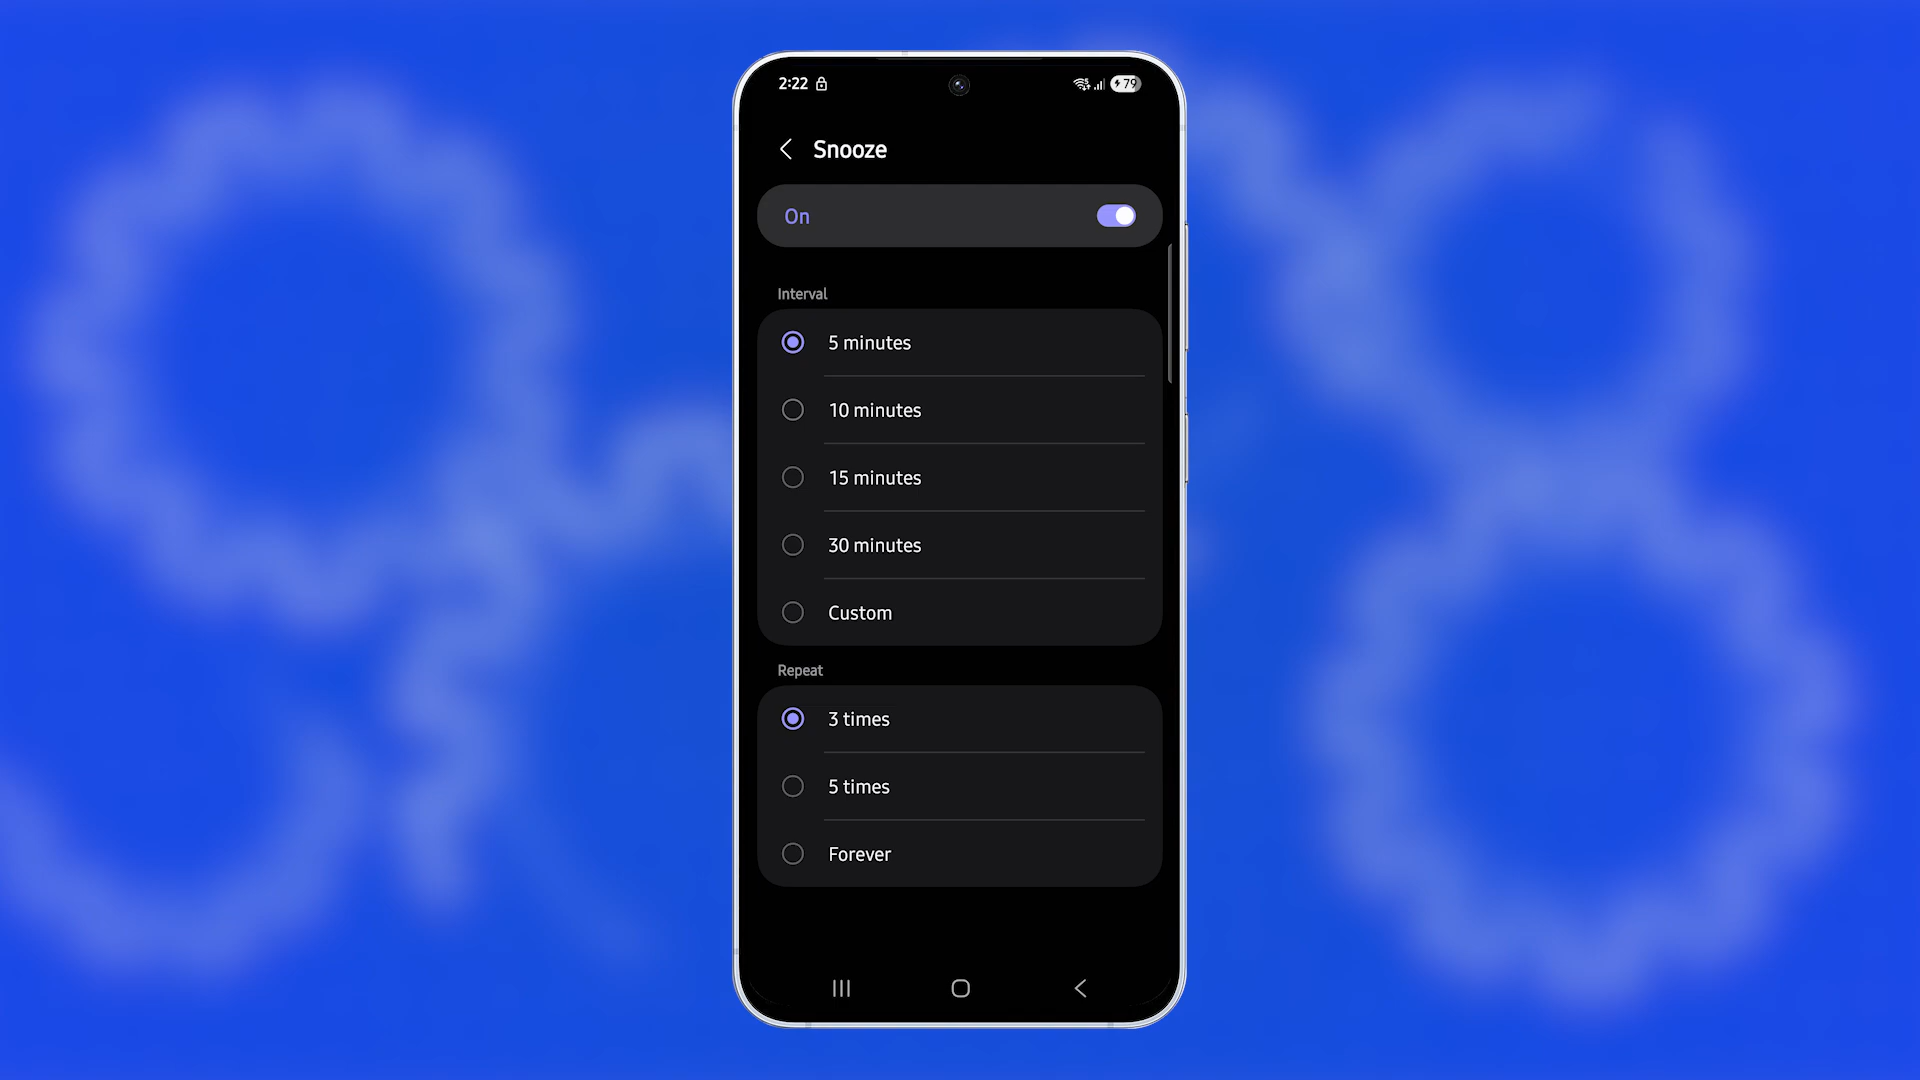 2:22
79
Snooze
On
Interval
5 minutes
10 minutes
15 minutes
30 minutes
Custom
Repeat
3 times
5 times
Forever